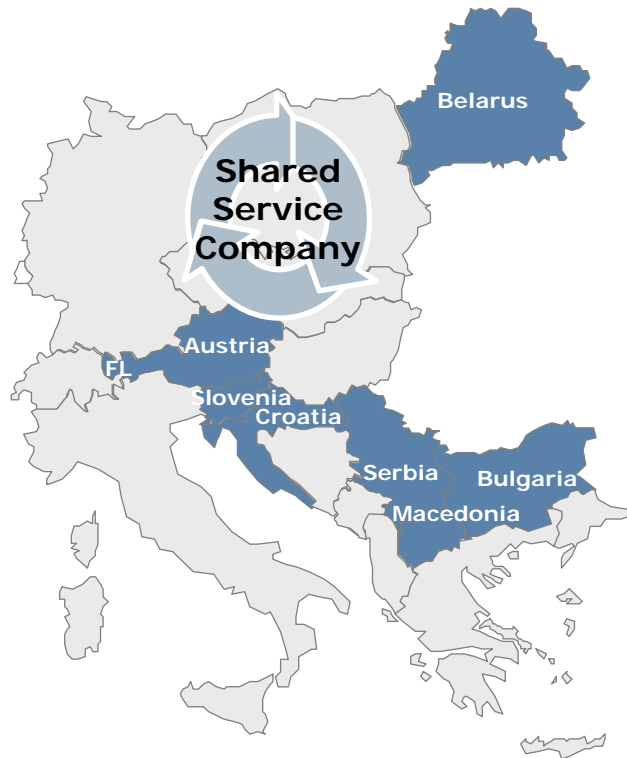 Belarus
Shared
Service
Company
Austria
FL
Slovenia
Croatia
Serbia
Bulgaria
Macedonia